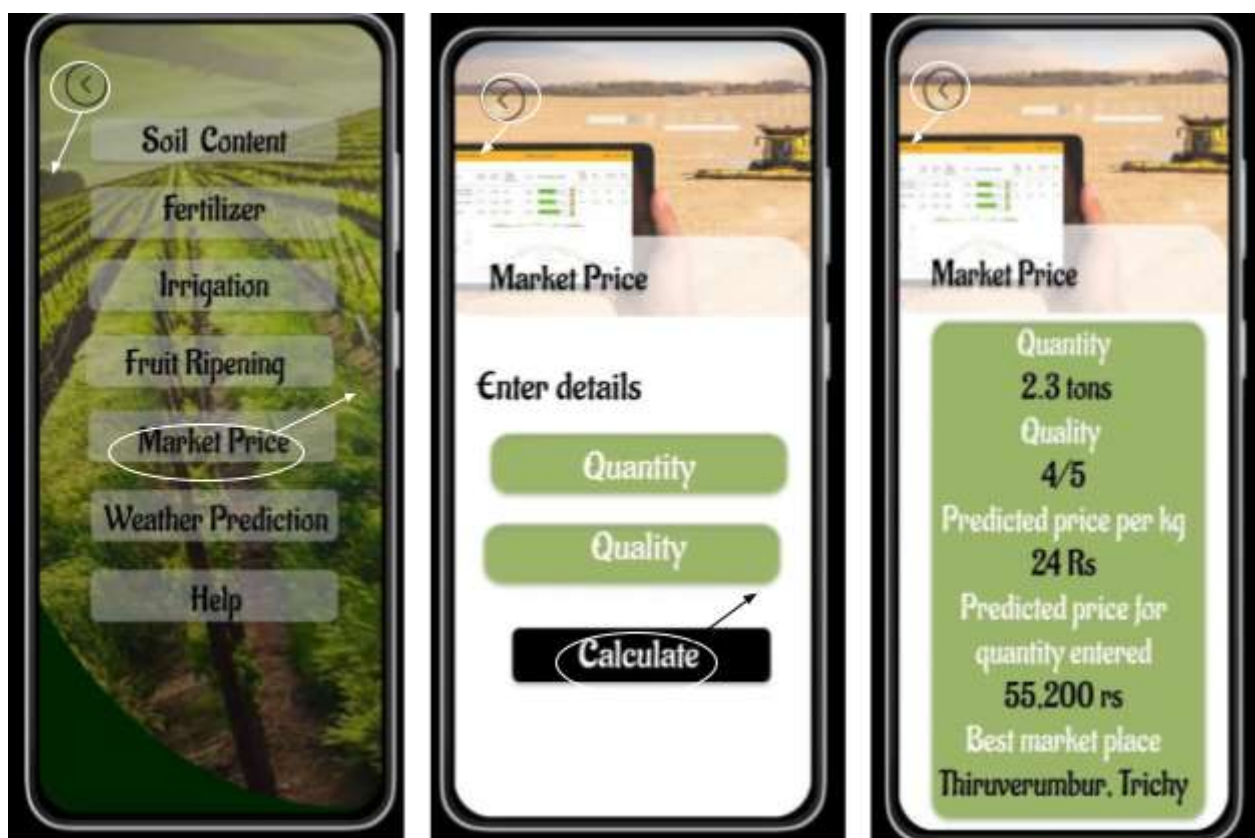 Soil Content
Fertilizer
Irrigation
Fruit Ripening
Market Price
Weather Prediction
Help
Market Price
Enter details
Quantity
Quality
Calculate
Market Price
Quantity
2.3 tons
Quality
4/5
Predicted price per kg
24 Rs
Predicted price for
quantity entered
55,200 rs
Best market place
Thiruverumbur, Trichy